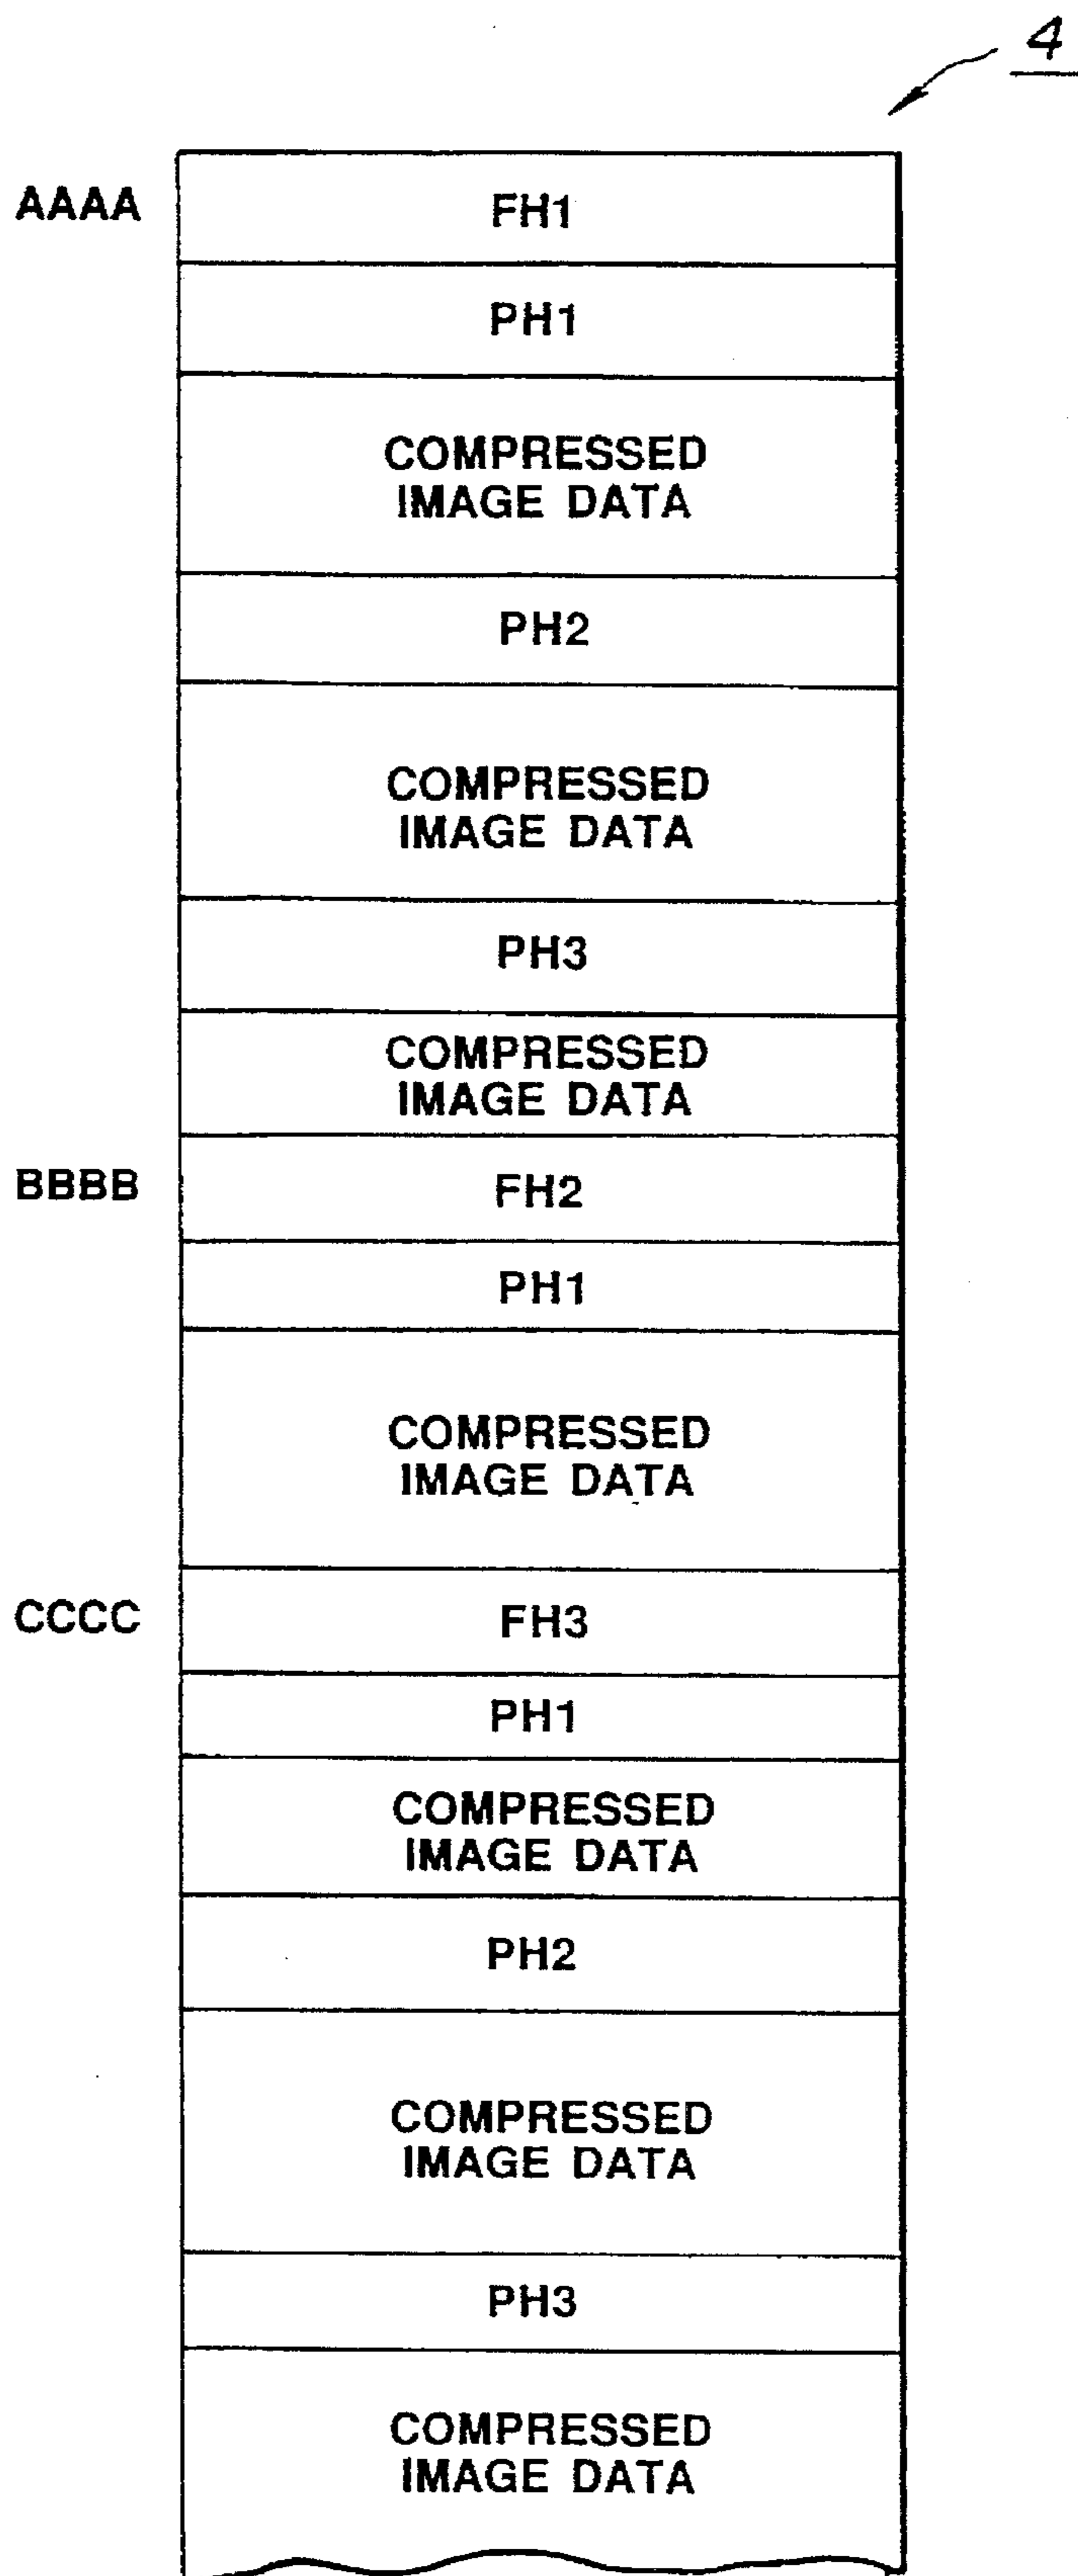 4
AAAA
FH1
PH1
COMPRESSED
IMAGE DATA
PH2
COMPRESSED
IMAGE DATA
PH3
COMPRESSED
IMAGE DATA
BBBB
FH2
PH1
COMPRESSED
IMAGE DATA
CCCC
FH3
PH1
COMPRESSED
IMAGE DATA
PH2
COMPRESSED
IMAGE DATA
PH3
COMPRESSED
IMAGE DATA